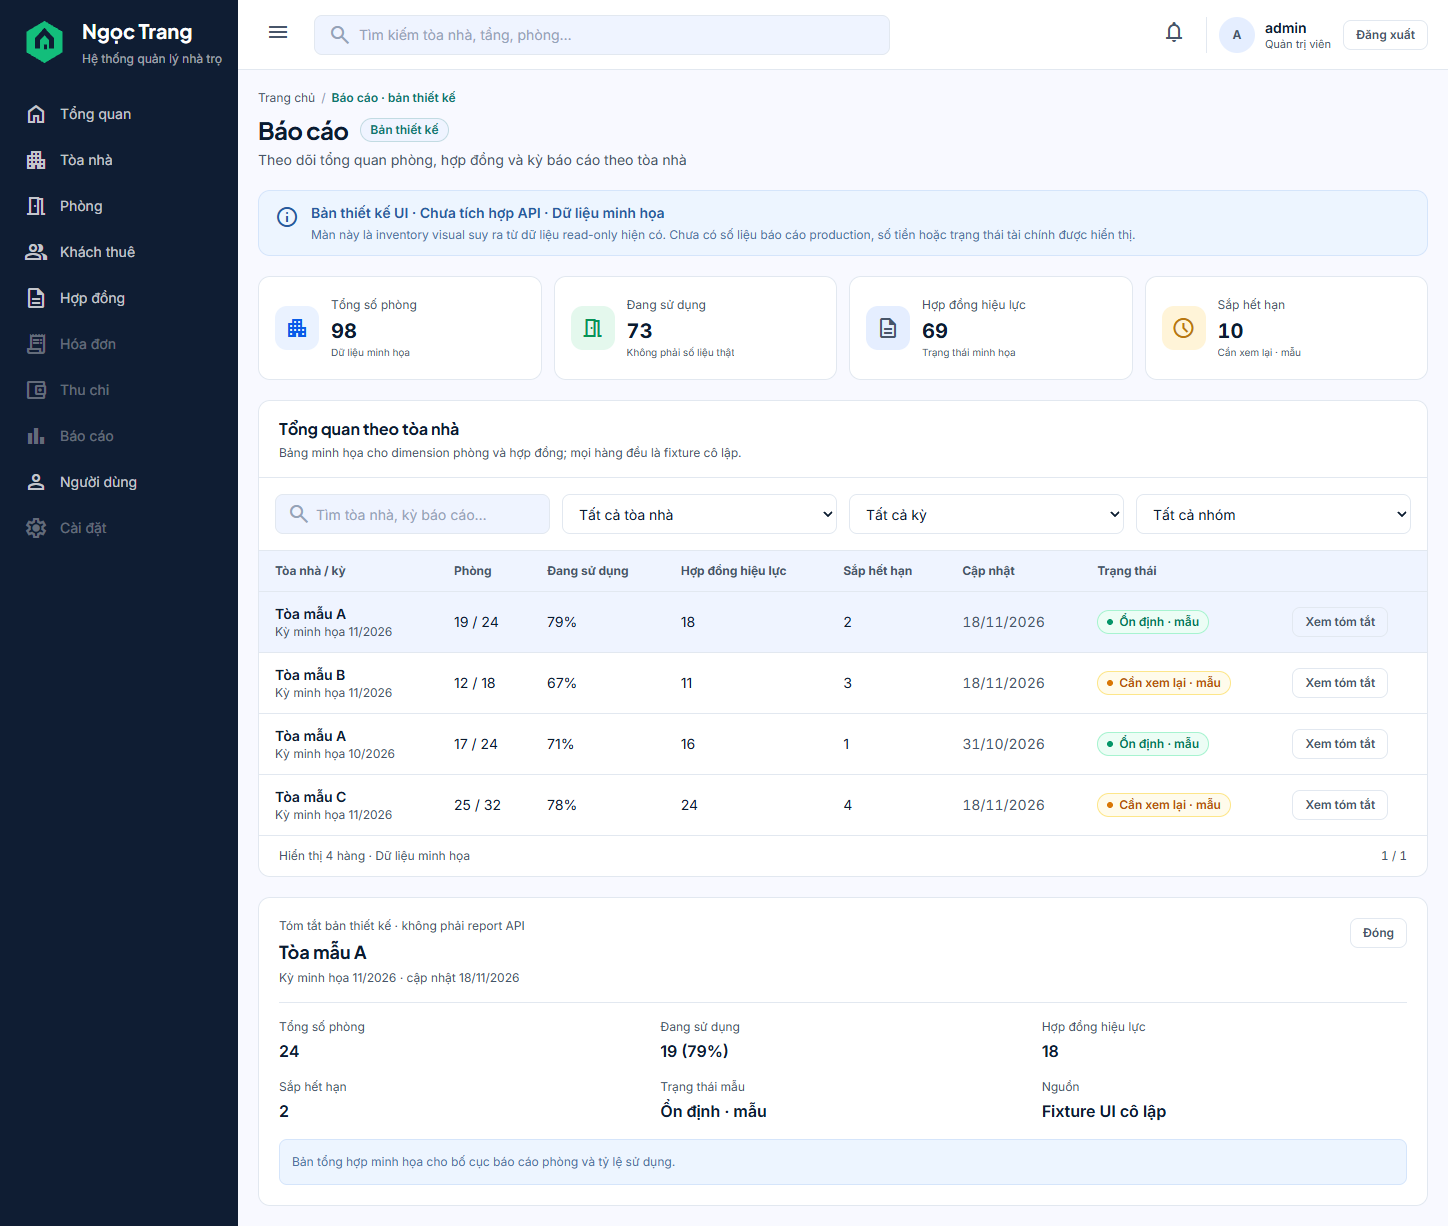 Ngọc Trang
Hệ thống quản lý nhà trọ
Tổng quan
Tòa nhà
Phòng
Khách thuê
Hợp đồng
Hóa đơn
Thu chi
Báo cáo
Người dùng
Cài đặt
Tìm kiếm tòa nhà, tầng, phòng...
A
admin
Quản trị viên
Đăng xuất
Trang chủ / Báo cáo · bản thiết kế
Báo cáo Bản thiết kế
Theo dõi tổng quan phòng, hợp đồng và kỳ báo cáo theo tòa nhà
Bản thiết kế UI · Chưa tích hợp API · Dữ liệu minh họa
Màn này là inventory visual suy ra từ dữ liệu read-only hiện có. Chưa có số liệu báo cáo production, số tiền hoặc trạng thái tài chính được hiển thị.
Tổng số phòng
98
Dữ liệu minh họa
Đang sử dụng
73
Không phải số liệu thật
Hợp đồng hiệu lực
69
Trạng thái minh họa
Sắp hết hạn
10
Cần xem lại · mẫu
Tổng quan theo tòa nhà
Bảng minh họa cho dimension phòng và hợp đồng; mọi hàng đều là fixture cô lập.
Tìm tòa nhà, kỳ báo cáo... Tất cả tòa nhà Tất cả kỳ Tất cả nhóm
Tòa nhà / kỳ Phòng Đang sử dụng Hợp đồng hiệu lực Sắp hết hạn Cập nhật Trạng thái
Tòa mẫu A
Kỳ minh họa 11/2026
19 / 24 79% 18 2 18/11/2026 Ổn định · mẫu Xem tóm tắt
Tòa mẫu B
Kỳ minh họa 11/2026
12 / 18 67% 11 3 18/11/2026 Cần xem lại · mẫu Xem tóm tắt
Tòa mẫu A
Kỳ minh họa 10/2026
17 / 24 71% 16 1 31/10/2026 Ổn định · mẫu Xem tóm tắt
Tòa mẫu C
Kỳ minh họa 11/2026
25 / 32 78% 24 4 18/11/2026 Cần xem lại · mẫu Xem tóm tắt
Hiển thị 4 hàng · Dữ liệu minh họa 1 / 1
Tóm tắt bản thiết kế · không phải report API
Đóng
Tòa mẫu A
Kỳ minh họa 11/2026 · cập nhật 18/11/2026
Tổng số phòng
24
Đang sử dụng
19 (79%)
Hợp đồng hiệu lực
18
Sắp hết hạn
2
Trạng thái mẫu
Ổn định · mẫu
Nguồn
Fixture UI cô lập
Bản tổng hợp minh họa cho bố cục báo cáo phòng và tỷ lệ sử dụng.